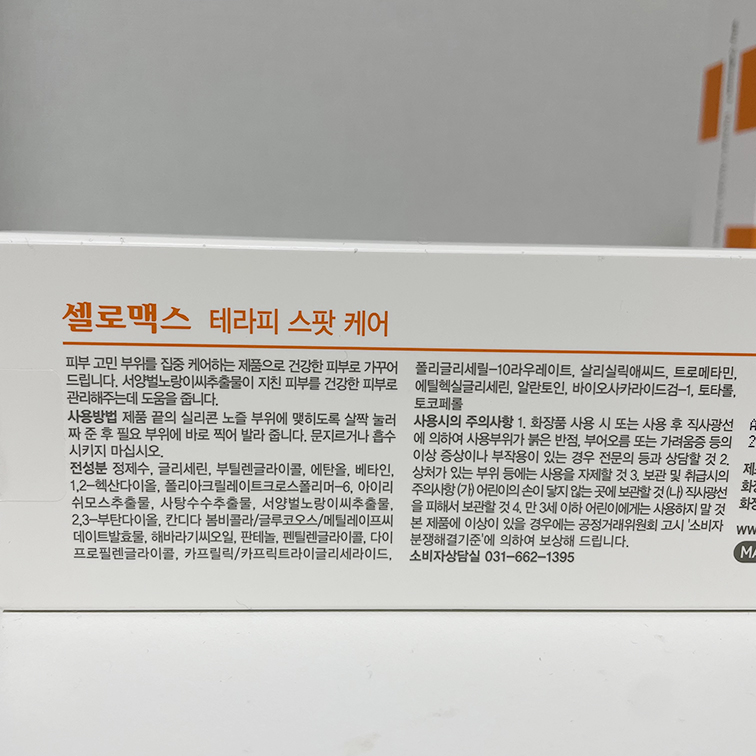 셀로맥스 테라피 스팟 케어
피부 고민 부위를 집중 케어하는 제품으로 건강한 피부로 가꾸어
드립니다. 서양벌노랑이씨추출물이 지친 피부를 건강한 피부로
관리해주는데 도움을 줍니다.
사용방법 제품 끝의 실리콘 노즐 부위에 맺히도록 살짝 눌러
짜 준 후 필요 부위에 바로 찍어 발라 줍니다. 문지르거나 흡수
시키지 마십시오.
전성분 정제수, 글리세린, 부틸렌글라이콜, 에탄올, 베타인,
1,2-헥산다이올, 폴리아크릴레이트크로스폴리머-6, 아이리
쉬모스추출물, 사탕수수추출물, 서양벌노랑이씨추출물,
2,3-부탄다이올, 칸디다 봄비콜라/글루코오스/메틸레이프씨
데이트발효물, 해바라기씨오일, 판테놀, 펜틸렌글라이콜, 다이
프로필렌글라이콜, 카프릴릭/카프릭트라이글리세라이드,
폴리글리세릴-10라우레이트, 살리실릭애씨드, 트로메타민,
에틸헥실글리세린, 알란토인, 바이오사카라이드검-1, 토타롤,
토코페롤
사용시의 주의사항 1. 화장품 사용 시 또는 사용 후 직사광선
에 의하여 사용부위가 붉은 반점, 부어오름 또는 가려움증 등의
이상 증상이나 부작용이 있는 경우 전문의 등과 상담할 것 2.
상처가 있는 부위 등에는 사용을 자제할 것 3. 보관 및 취급시의
주의사항 (가) 어린이의 손이 닿지 않는 곳에 보관할 것 (나) 직사광선
을 피해서 보관할 것 4. 만 3세 이하 어린이에게는 사용하지 말 것
본 제품에 이상이 있을 경우에는 공정거래위원회 고시 '소비자
분쟁해결기준'에 의하여 보상해 드립니다.
소비자상담실 031-662-1395
화장
화장
ww
MA